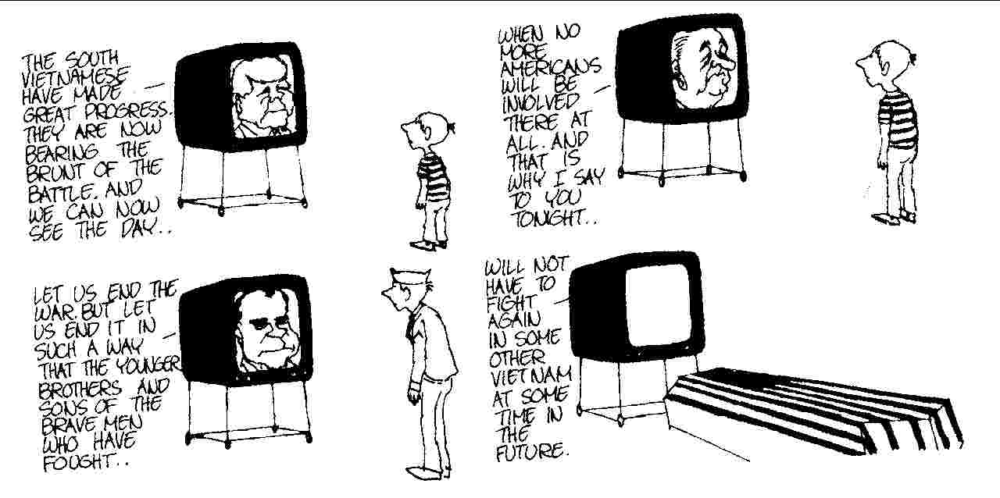 THE SOUTH
VIETNAMESE
HAVE MADE
GREAT PROGRESS.
THEY ARE NOW
BEARING THE
BRUNT OF THE
BATTLE. AND
WE CAN NOW
SEE THE DAY..
WHEN NO
MORE
AMERICANS
WILL BE
INVOLVED
THERE AT
ALL. AND
THAT IS
WHY I SAY
TO YOU
TONIGHT..
LET US END THE
WAR. BUT LET
US END IT IN
SUCH A WAY
THAT THE YOUNGER
BROTHERS AND
SONS OF THE
BRAVE MEN
WHO HAVE
FOUGHT..
WILL NOT
HAVE TO
FIGHT
AGAIN
IN SOME
OTHER
VIETNAM
AT SOME
TIME IN
THE
FUTURE.